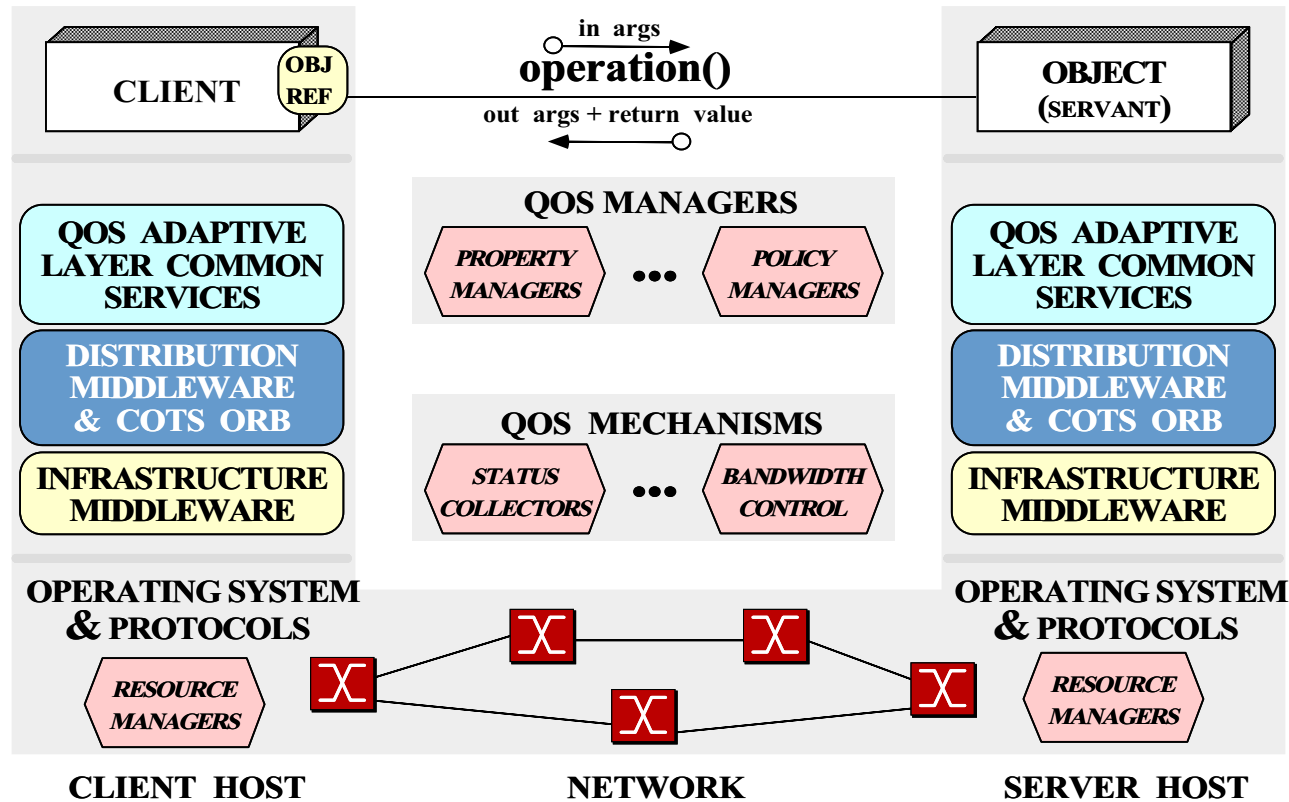 CLIENT
OBJ
REF
in args
operation()
out args + return value
OBJECT
(SERVANT)
QOS ADAPTIVE
LAYER COMMON
SERVICES
DISTRIBUTION
MIDDLEWARE
& COTS ORB
INFRASTRUCTURE
MIDDLEWARE
QOS MANAGERS
PROPERTY
MANAGERS
•••
POLICY
MANAGERS
QOS MECHANISMS
STATUS
COLLECTORS
•••
BANDWIDTH
CONTROL
QOS ADAPTIVE
LAYER COMMON
SERVICES
DISTRIBUTION
MIDDLEWARE
& COTS ORB
INFRASTRUCTURE
MIDDLEWARE
OPERATING SYSTEM
& PROTOCOLS
RESOURCE
MANAGERS
OPERATING SYSTEM
& PROTOCOLS
RESOURCE
MANAGERS
CLIENT HOST
NETWORK
SERVER HOST